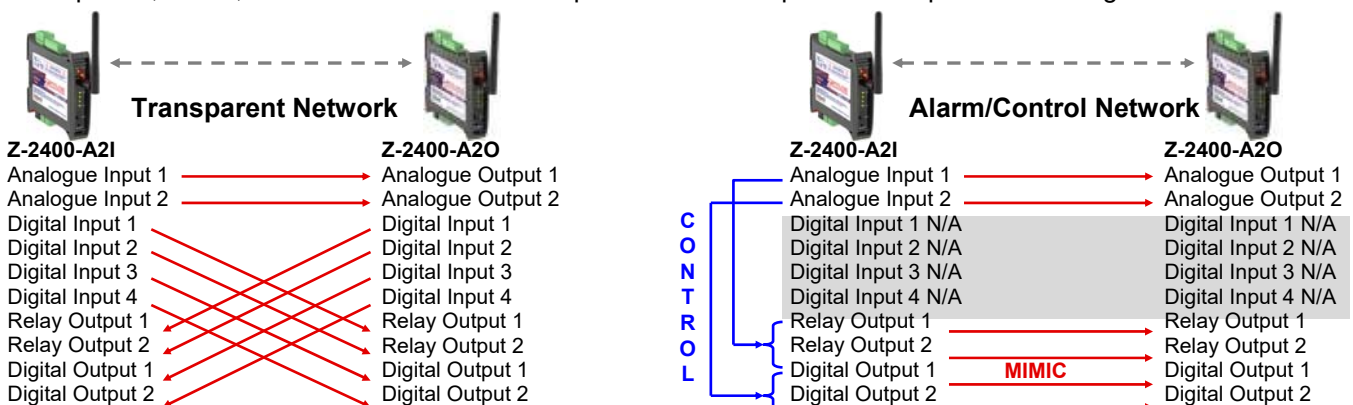 Transparent Network
Z-2400-A2I
Analogue Input 1
Analogue Input 2
Digital Input 1
Digital Input 2
Digital Input 3
Digital Input 4
Relay Output 1
Relay Output 2
Digital Output 1
Digital Output 2
Z-2400-A2O
Analogue Output 1
Analogue Output 2
Digital Input 1
Digital Input 2
Digital Input 3
Digital Input 4
Relay Output 1
Relay Output 2
Digital Output 1
Digital Output 2
Alarm/Control Network
CONTROL
Z-2400-A2I
Analogue Input 1
Analogue Input 2
Digital Input 1 N/A
Digital Input 2 N/A
Digital Input 3 N/A
Digital Input 4 N/A
Relay Output 1
Relay Output 2
Digital Output 1
Digital Output 2
MIMIC
Z-2400-A2O
Analogue Output 1
Analogue Output 2
Digital Input 1 N/A
Digital Input 2 N/A
Digital Input 3 N/A
Digital Input 4 N/A
Relay Output 1
Relay Output 2
Digital Output 1
Digital Output 2